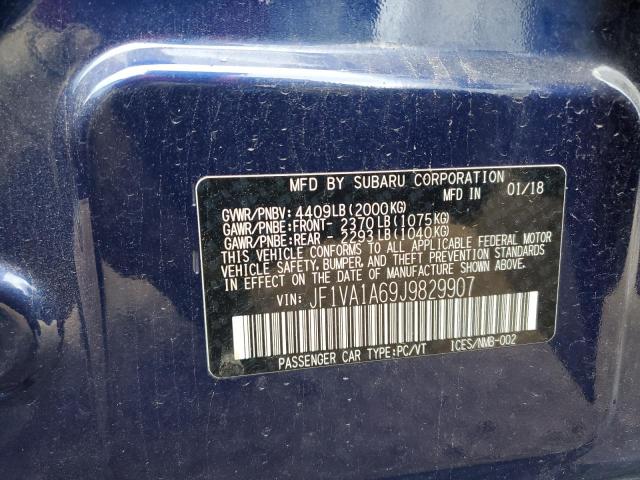 MFD BY SUBARU CORPORATION
MFD IN 01/18
GVWR/PNBV: 4409LB(2000KG)
GAWR/PNBE:FRONT- 2370LB(1075KG)
GAWR/PNBE:REAR - 2293LB(1040KG)
THIS VEHICLE CONFORMS TO ALL APPLICABLE FEDERAL MOTOR
VEHICLE SAFETY, BUMPER, AND THEFT PREVENTION STANDARDS
IN EFFECT ON THE DATE OF MANUFACTURE SHOWN ABOVE.
VIN: JF1VA1A69J9829907
PASSENGER CAR TYPE:PC/VT ICES/NMB-002